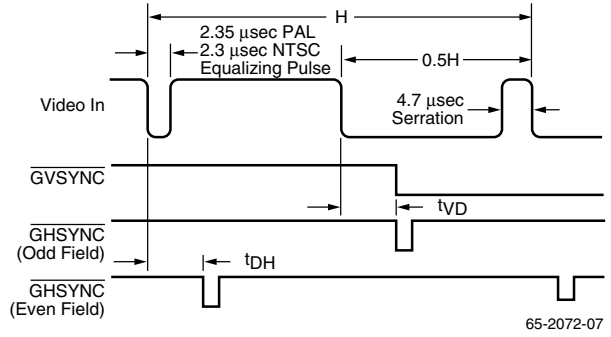 H
2.35 µsec PAL
2.3 µsec NTSC
Equalizing Pulse
0.5H
Video In
4.7 µsec
Serration
GVSYNC
tVD
GHSYNC
(Odd Field)
tDH
GHSYNC
(Even Field)
65-2072-07